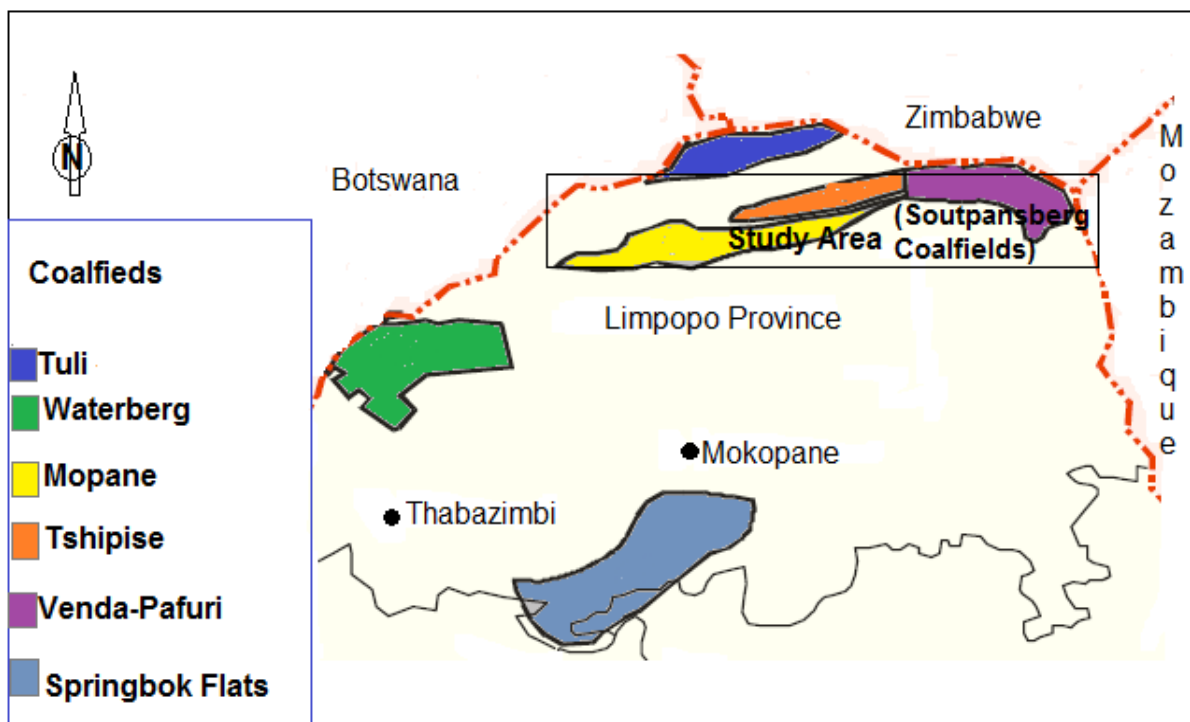 N
Zimbabwe
Botswana
Mozambique
(Soutpansberg
Study Area Coalfields)
Limpopo Province
Mokopane
Thabazimbi
Coalfieds
Tuli
Waterberg
Mopane
Tshipise
Venda-Pafuri
Springbok Flats